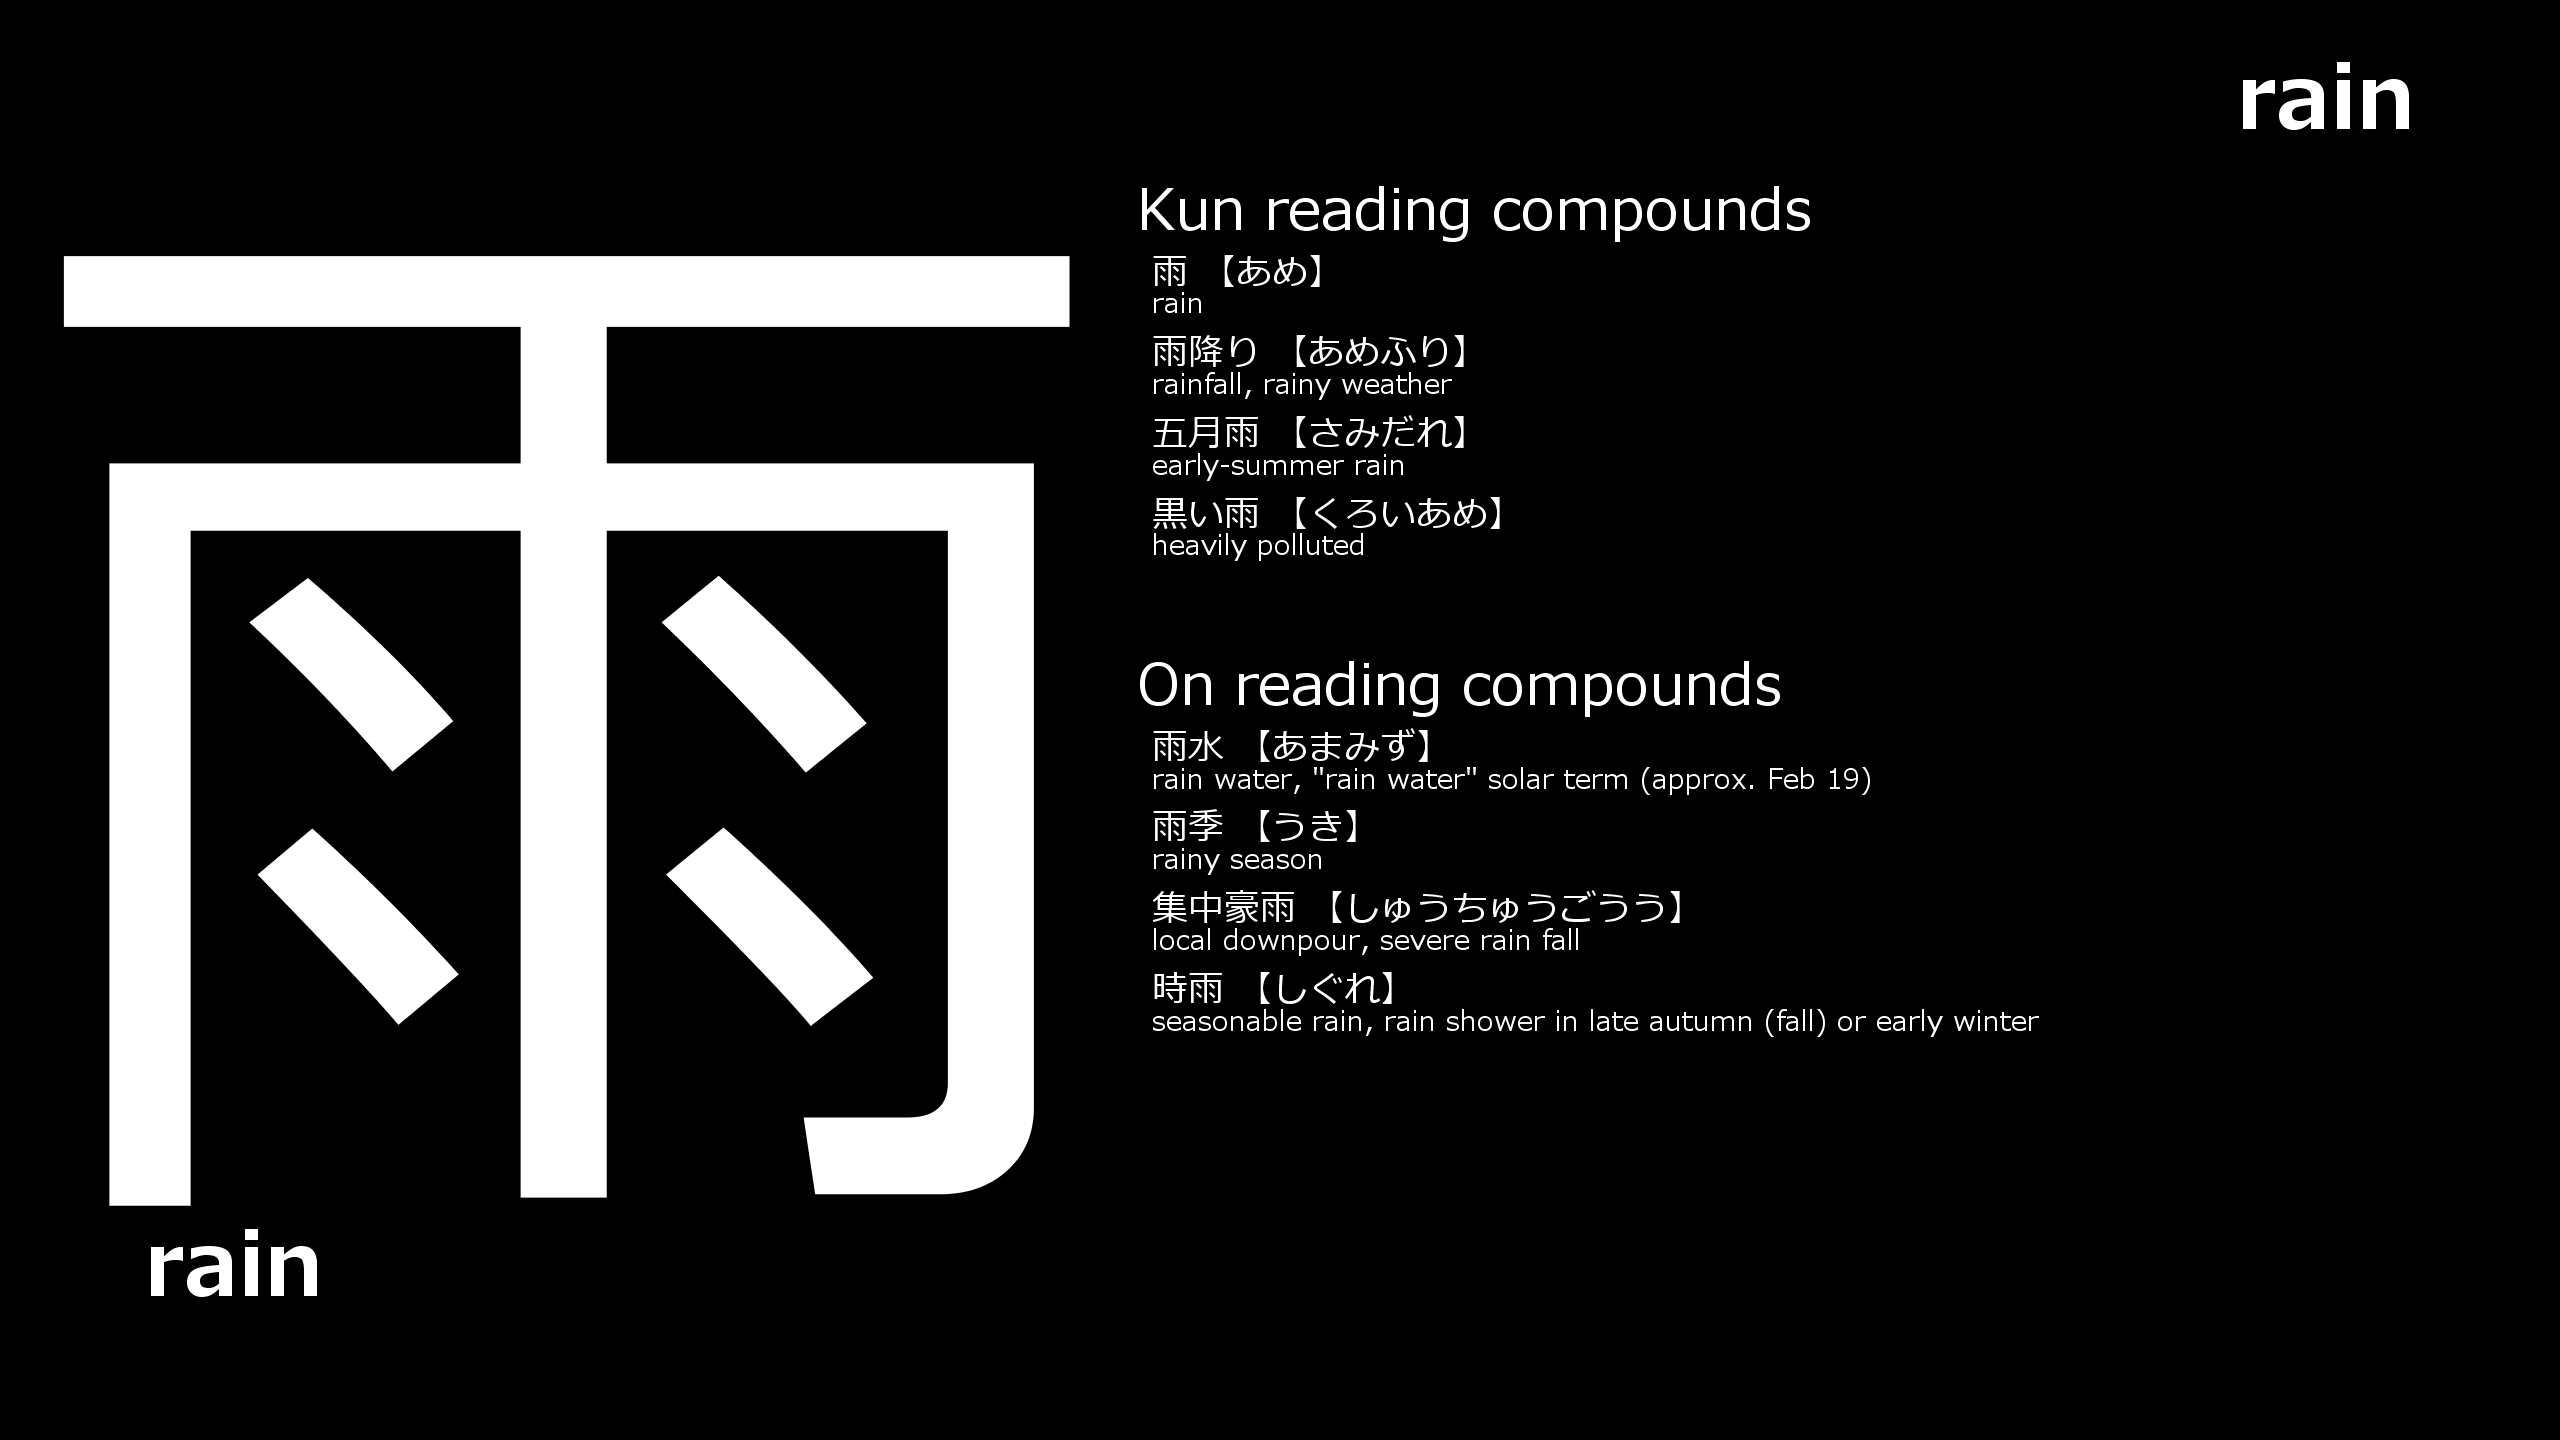 rain
雨
rain
Kun reading compounds
雨 【あめ】
rain
雨降り 【あめふり】
rainfall, rainy weather
五月雨 【さみだれ】
early-summer rain
黒い雨 【くろいあめ】
heavily polluted
On reading compounds
雨水 【あまみず】
rain water, "rain water" solar term (approx. Feb 19)
雨季 【うき】
rainy season
集中豪雨 【しゅうちゅうごうう】
local downpour, severe rain fall
時雨 【しぐれ】
seasonable rain, rain shower in late autumn (fall) or early winter